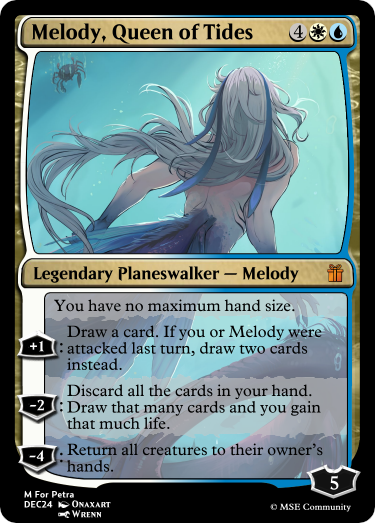 Melody, Queen of Tides 4
Legendary Planeswalker — Melody
You have no maximum hand size.
+1: Draw a card. If you or Melody were
attacked last turn, draw two cards
instead.
-2: Discard all the cards in your hand.
Draw that many cards and you gain
that much life.
-4: Return all creatures to their owner's
hands.
5
M For Petra
DEC24 Onaxart
Wrenn
© MSE Community